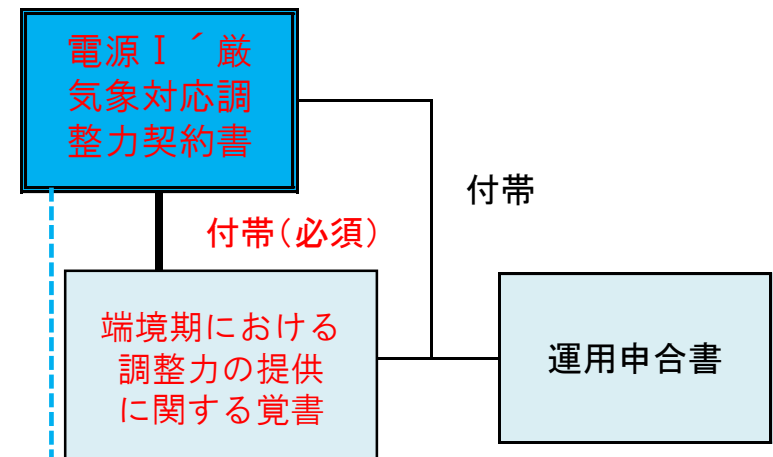 電源Ⅰ´厳
気象対応調
整力契約書
付帯
付帯(必須)
端境期における
調整力の提供
に関する覚書
運用申合書